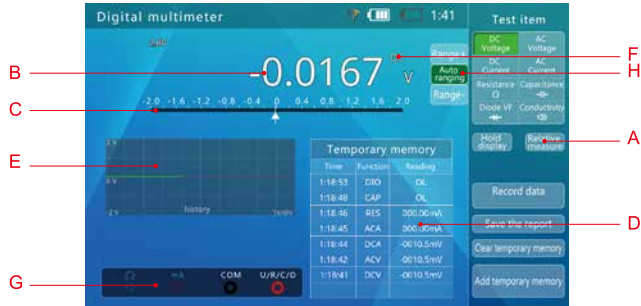 Digital multimeter 1:41 Test item
DC Voltage AC Voltage
DC Current AC Current
Resistance Ω Capacitance
Diode VF Conductivity
-0.0167 V
Range+
Auto ranging
Range-
-2.0 -1.6 -1.2 -0.8 -0.4 0 0.4 0.8 1.2 1.6 2.0
Hold display Relative measure
Record data
Save the report
Clear temporary memory
Add temporary memory
2 V
0 V
-2 V history
Temporary memory
Time Function Reading
1:18:53 DIO OL
1:18:48 CAP OL
1:18:46 RES 000.00mA
1:18:45 ACA 000.00mA
1:18:44 DCA -0010.5mV
1:18:42 ACV -0010.5mV
1:18:41 DCV -0010.5mV
mA COM U/R/C/D
B
C
E
G
F
H
A
D